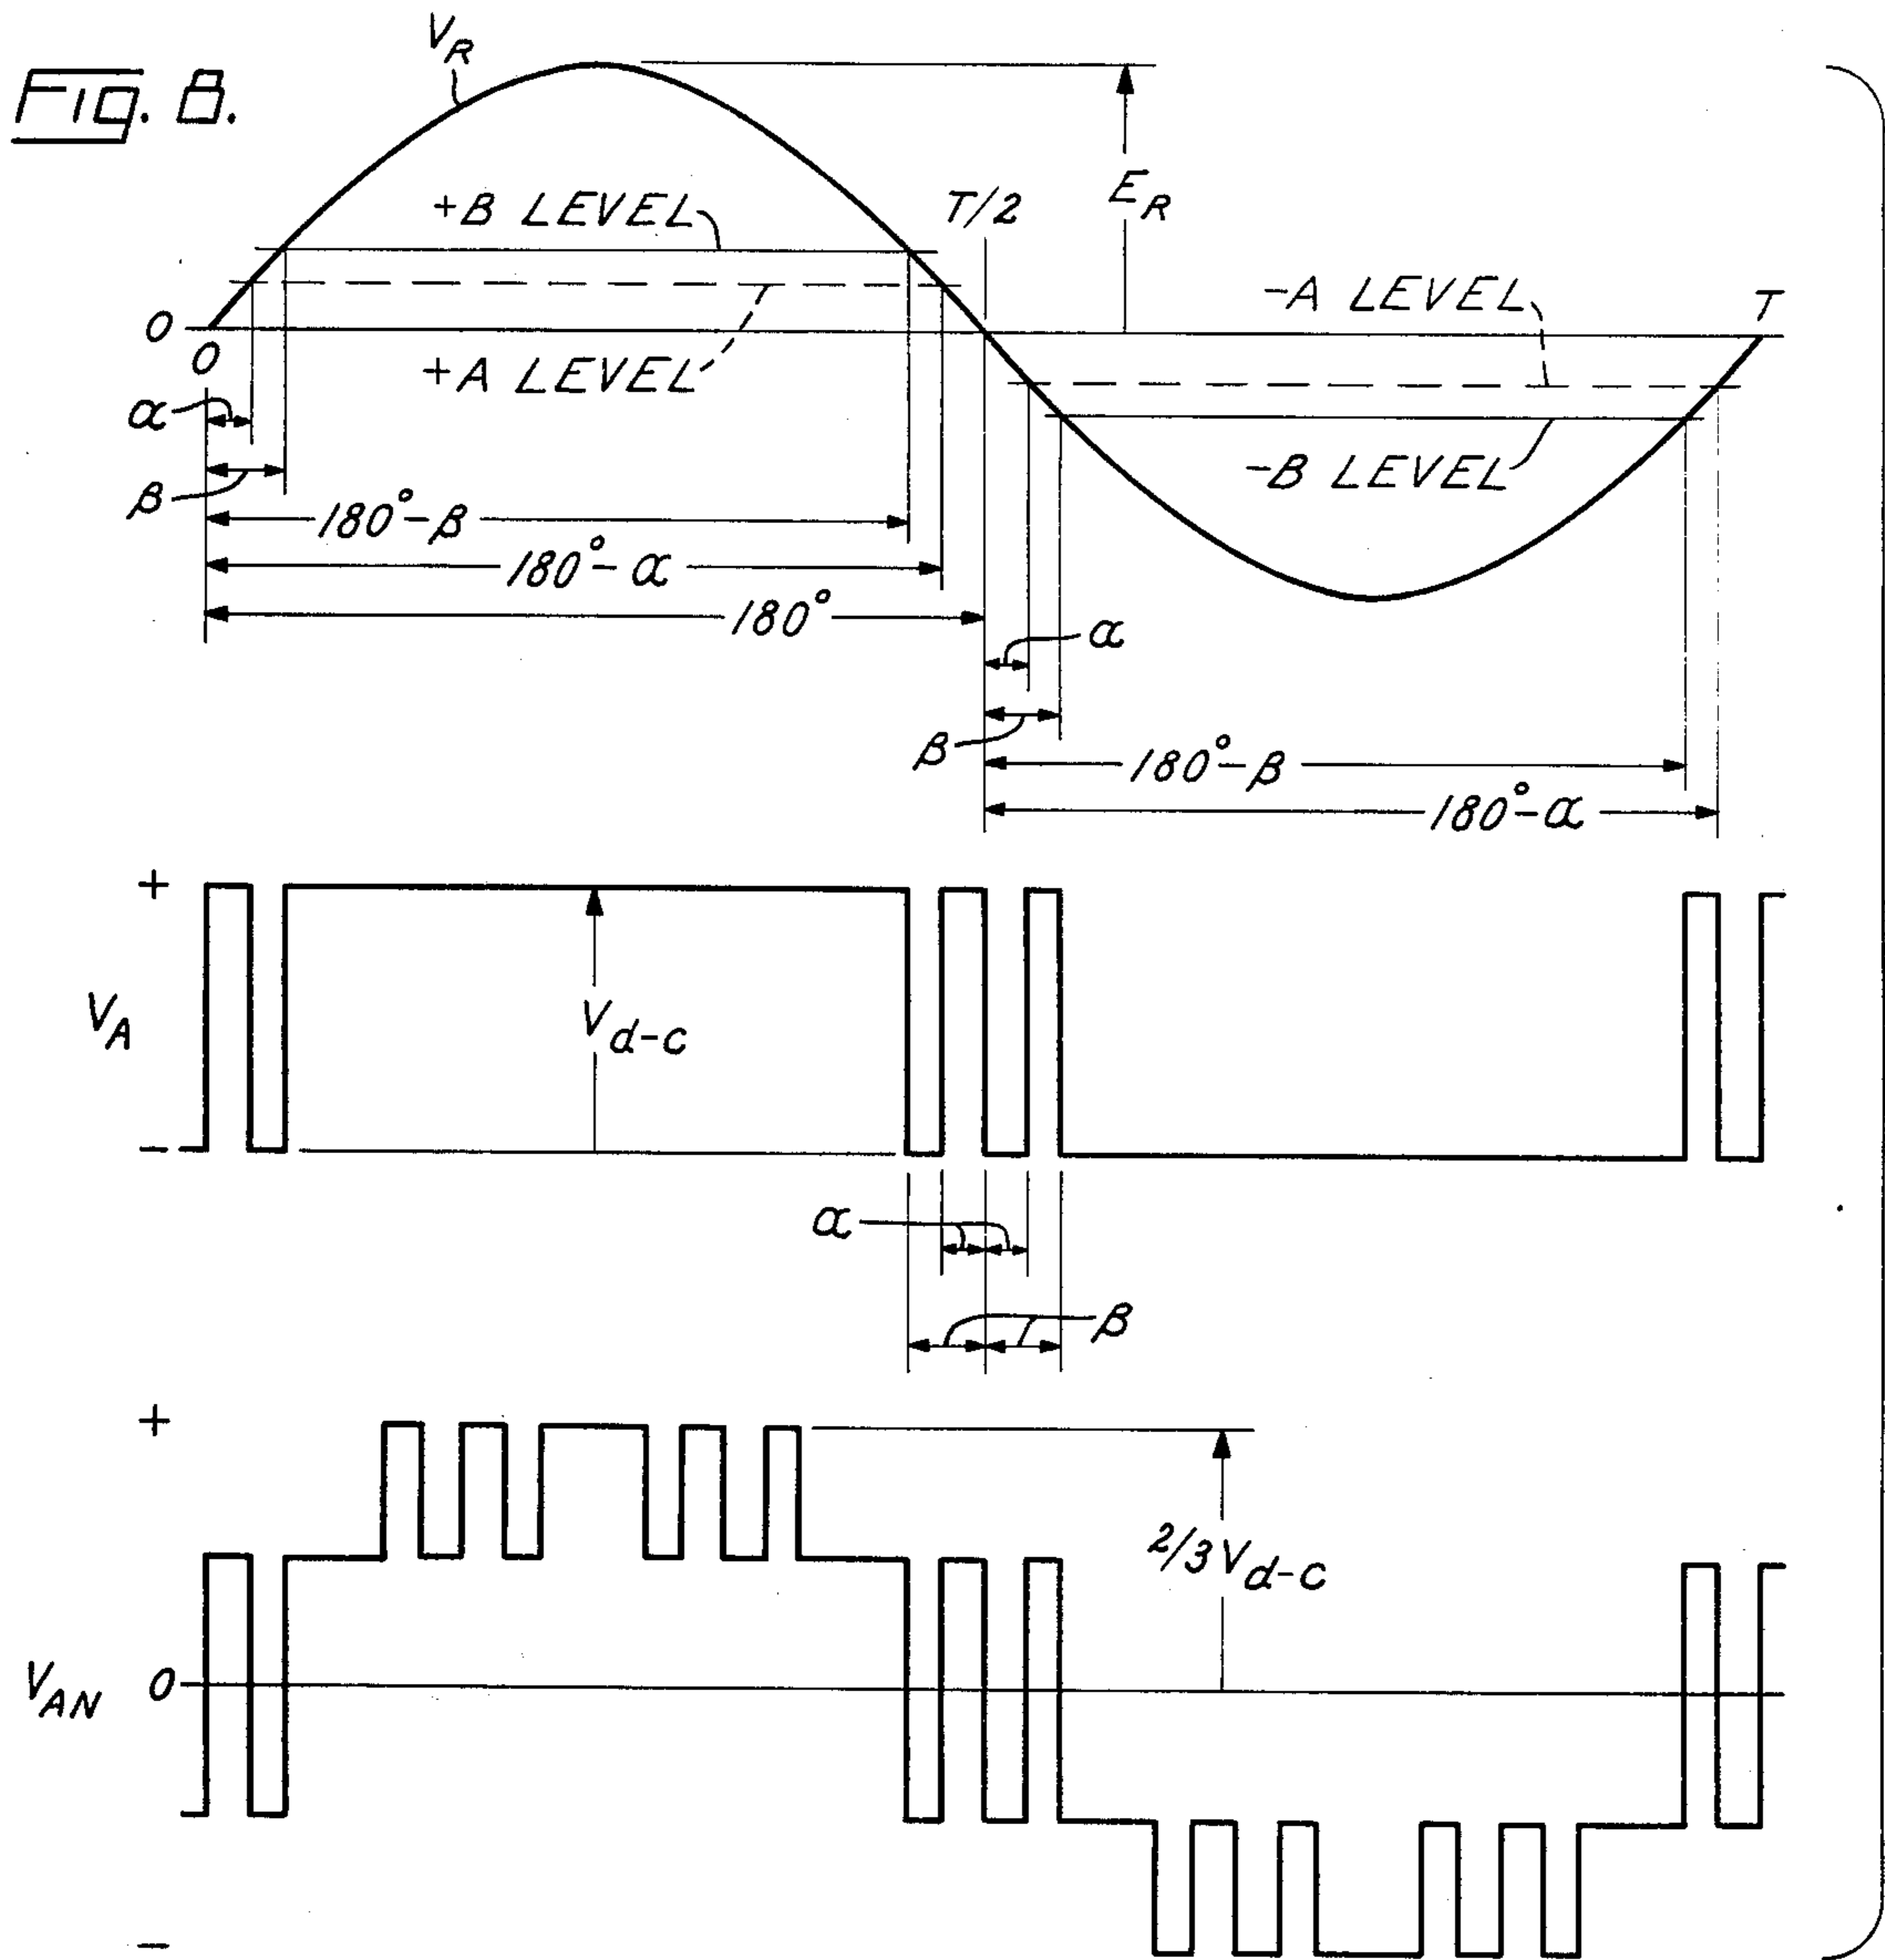 Fig. 8.
V_R
+B LEVEL
T/2
E_R
-A LEVEL
T
0
0
+A LEVEL
α
-B LEVEL
β
180°-β
180°-α
180°
α
β
180°-β
180°-α
+
V_A
V_d-c
-
α
β
+
2/3 V_d-c
V_AN
0
-